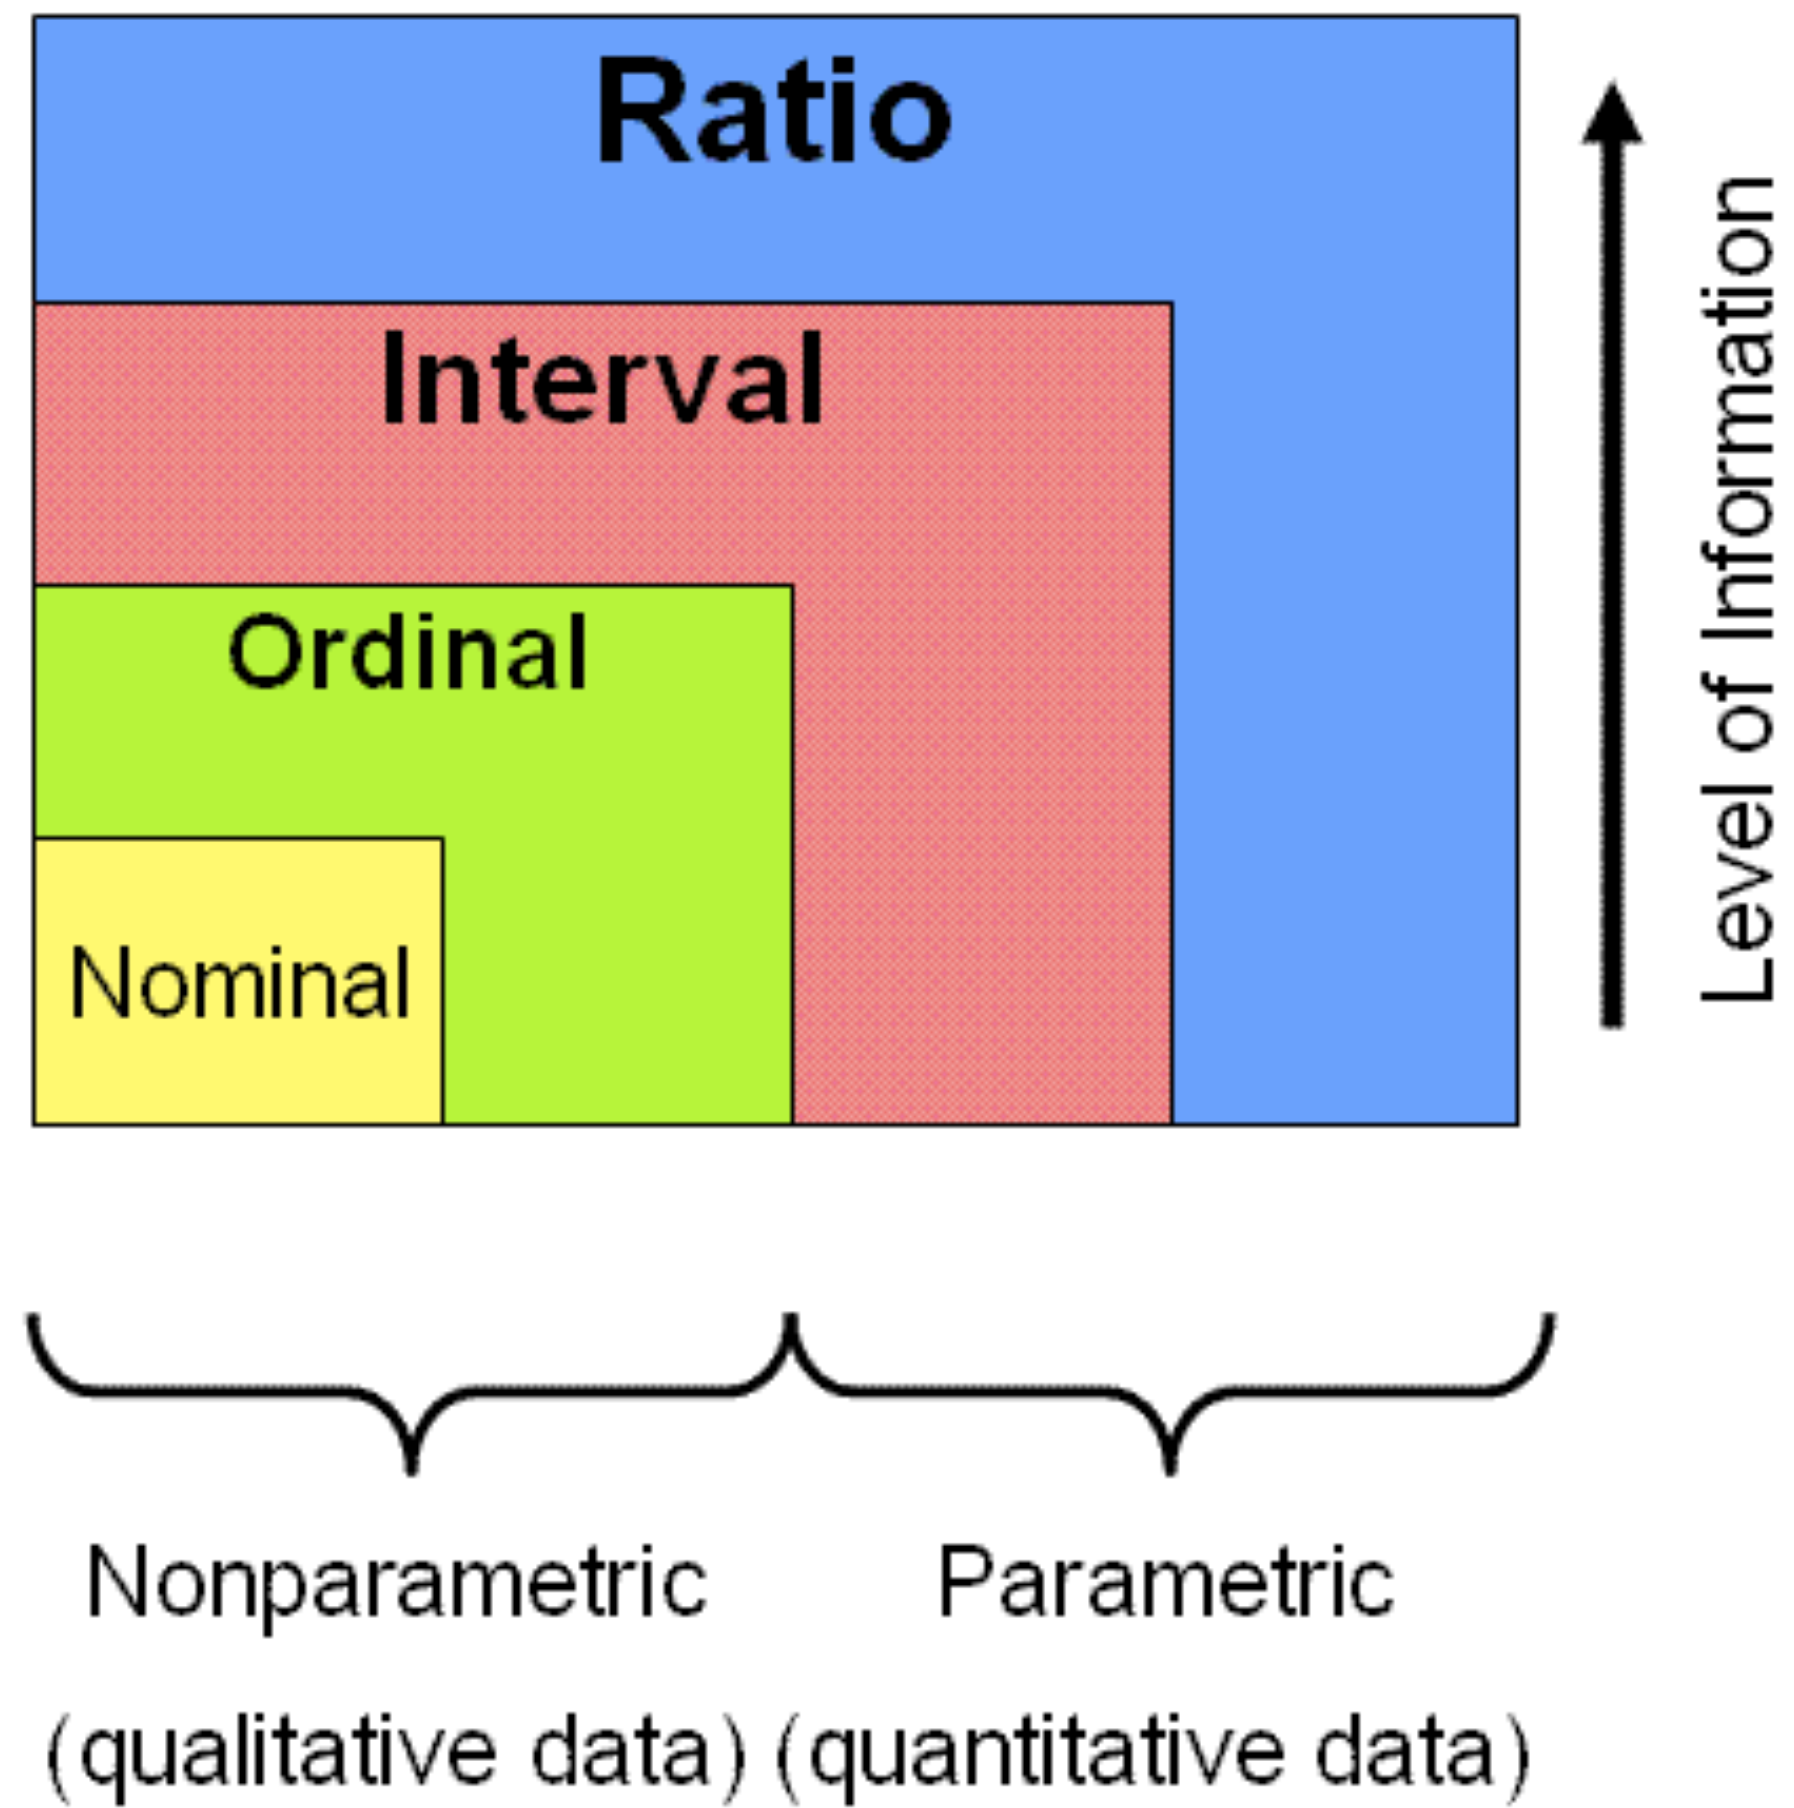 Ratio
Interval
Ordinal
Nominal
Level of Information
Nonparametric
(qualitative data)
Parametric
(quantitative data)